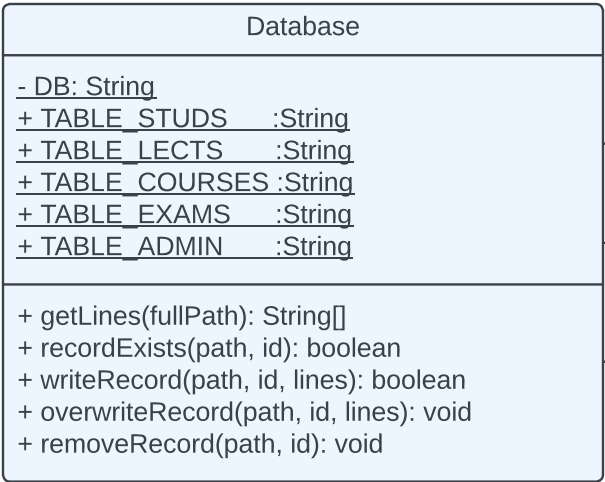 Database
- DB: String
+ TABLE_STUDS :String
+ TABLE_LECTS :String
+ TABLE_COURSES :String
+ TABLE_EXAMS :String
+ TABLE_ADMIN :String
+ getLines(fullPath): String[]
+ recordExists(path, id): boolean
+ writeRecord(path, id, lines): boolean
+ overwriteRecord(path, id, lines): void
+ removeRecord(path, id): void